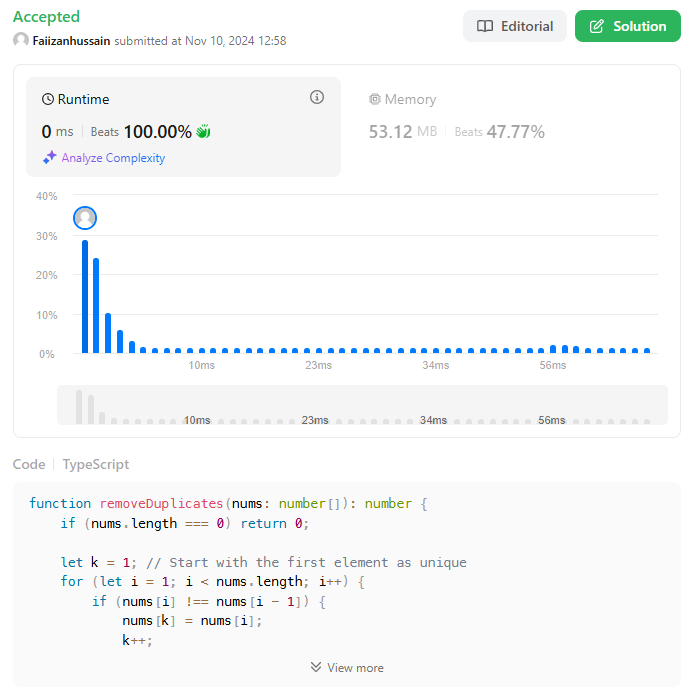 Accepted
Editorial
Solution
Faiizanhussain submitted at Nov 10, 2024 12:58
Runtime
0 ms Beats 100.00%
Analyze Complexity
Memory
53.12 MB Beats 47.77%
40%
30%
20%
10%
0%
10ms 23ms 34ms 56ms
10ms 23ms 34ms 56ms
Code TypeScript
function removeDuplicates(nums: number[]): number {
    if (nums.length === 0) return 0;

    let k = 1; // Start with the first element as unique
    for (let i = 1; i < nums.length; i++) {
        if (nums[i] !== nums[i - 1]) {
            nums[k] = nums[i];
            k++;
View more